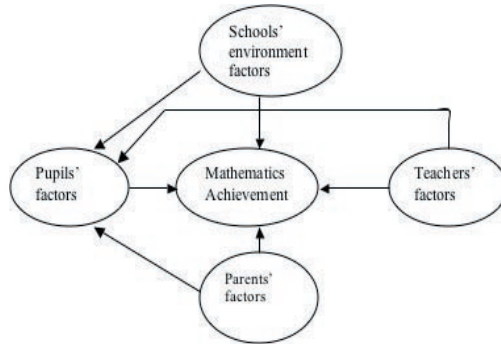 Schools'
environment
factors
Pupils'
factors
Mathematics
Achievement
Teachers'
factors
Parents'
factors